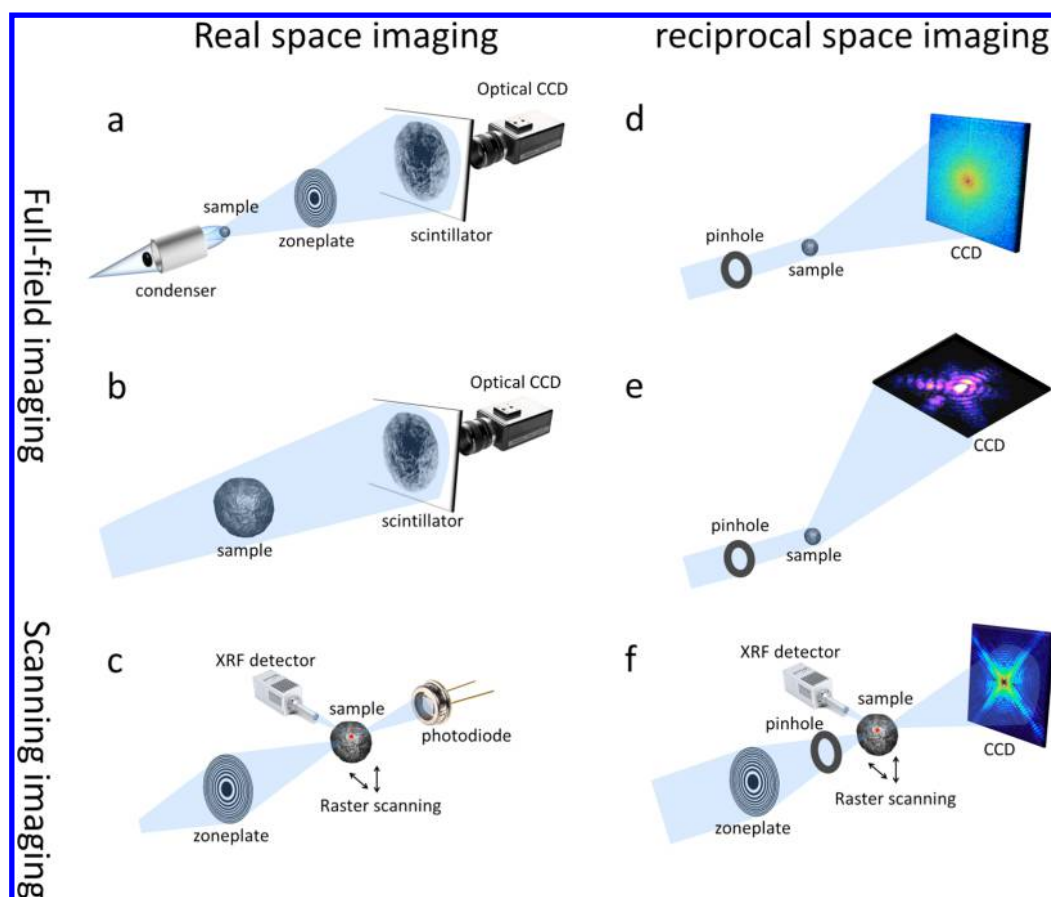 Real space imaging
reciprocal space imaging
Full-field imaging
Scanning imaging
a
Optical CCD
sample
zoneplate
scintillator
condenser
b
Optical CCD
scintillator
sample
c
XRF detector
sample
photodiode
Raster scanning
zoneplate
d
pinhole
sample
CCD
e
CCD
pinhole
sample
f
XRF detector
sample
pinhole
CCD
Raster scanning
zoneplate